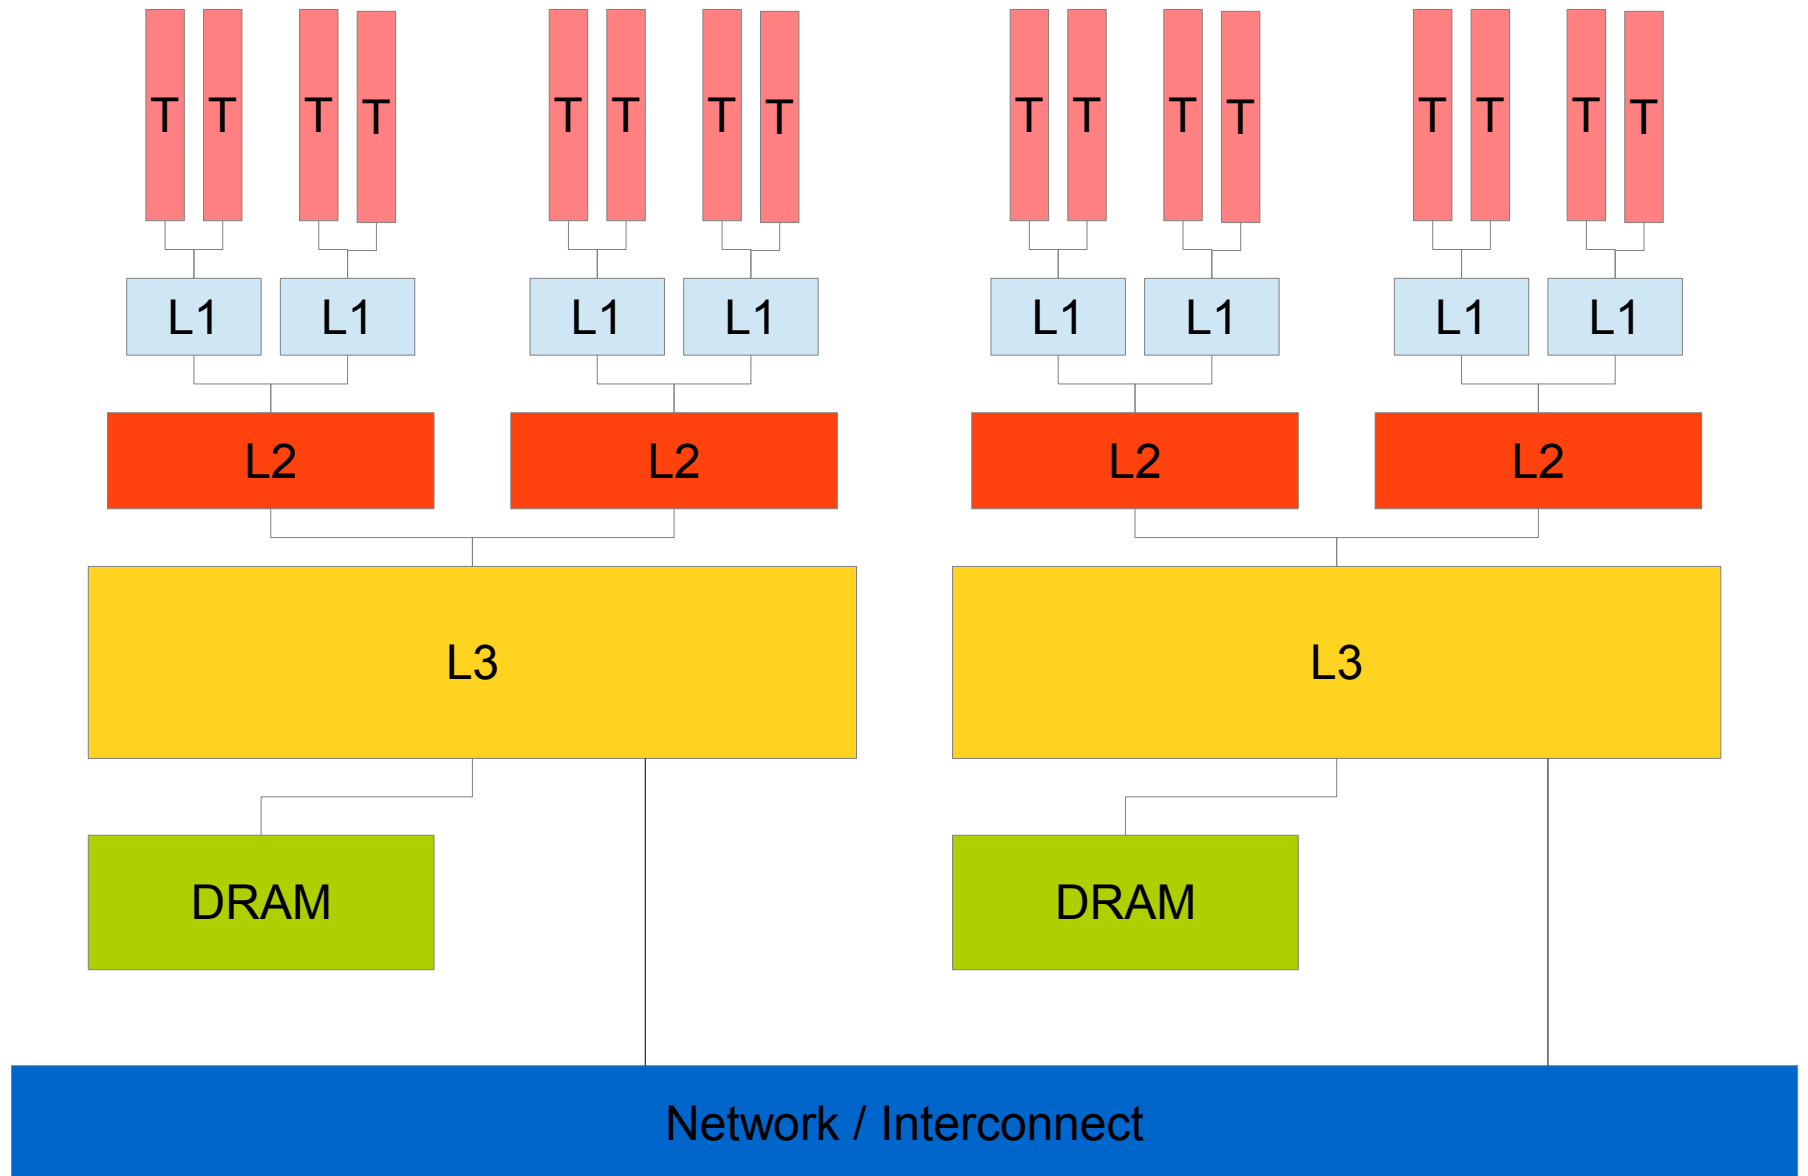 T T T T T T T T T T T T T T T T
L1 L1 L1 L1 L1 L1 L1 L1
L2 L2 L2 L2
L3 L3
DRAM DRAM
Network / Interconnect